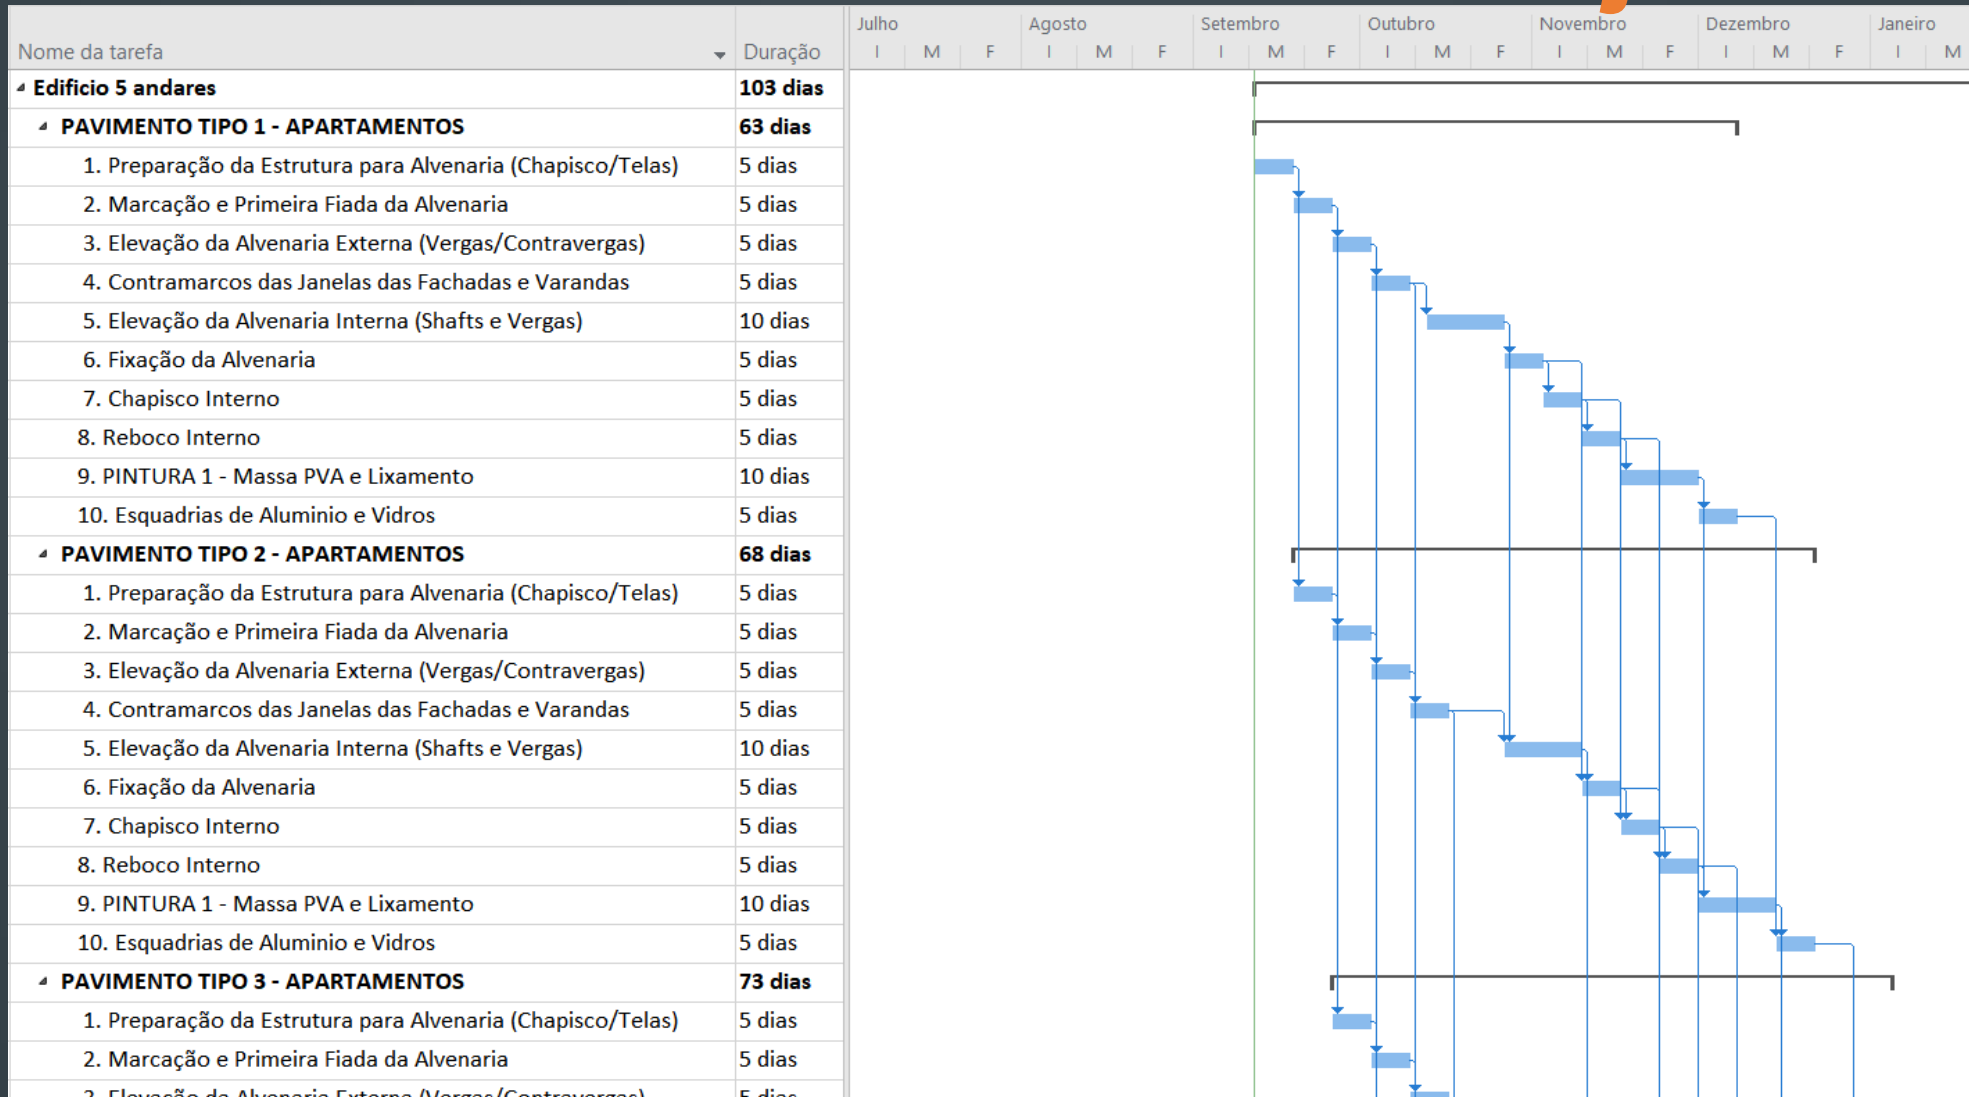 Julho Agosto Setembro Outubro Novembro Dezembro Janeiro
Nome da tarefa Duração I M F I M F I M F I M F I M F I M F I M
Edificio 5 andares 103 dias
PAVIMENTO TIPO 1 - APARTAMENTOS 63 dias
1. Preparação da Estrutura para Alvenaria (Chapisco/Telas) 5 dias
2. Marcação e Primeira Fiada da Alvenaria 5 dias
3. Elevação da Alvenaria Externa (Vergas/Contravergas) 5 dias
4. Contramarcos das Janelas das Fachadas e Varandas 5 dias
5. Elevação da Alvenaria Interna (Shafts e Vergas) 10 dias
6. Fixação da Alvenaria 5 dias
7. Chapisco Interno 5 dias
8. Reboco Interno 5 dias
9. PINTURA 1 - Massa PVA e Lixamento 10 dias
10. Esquadrias de Aluminio e Vidros 5 dias
PAVIMENTO TIPO 2 - APARTAMENTOS 68 dias
1. Preparação da Estrutura para Alvenaria (Chapisco/Telas) 5 dias
2. Marcação e Primeira Fiada da Alvenaria 5 dias
3. Elevação da Alvenaria Externa (Vergas/Contravergas) 5 dias
4. Contramarcos das Janelas das Fachadas e Varandas 5 dias
5. Elevação da Alvenaria Interna (Shafts e Vergas) 10 dias
6. Fixação da Alvenaria 5 dias
7. Chapisco Interno 5 dias
8. Reboco Interno 5 dias
9. PINTURA 1 - Massa PVA e Lixamento 10 dias
10. Esquadrias de Aluminio e Vidros 5 dias
PAVIMENTO TIPO 3 - APARTAMENTOS 73 dias
1. Preparação da Estrutura para Alvenaria (Chapisco/Telas) 5 dias
2. Marcação e Primeira Fiada da Alvenaria 5 dias
3. Elevação da Alvenaria Externa (Vergas/Contravergas) 5 dias